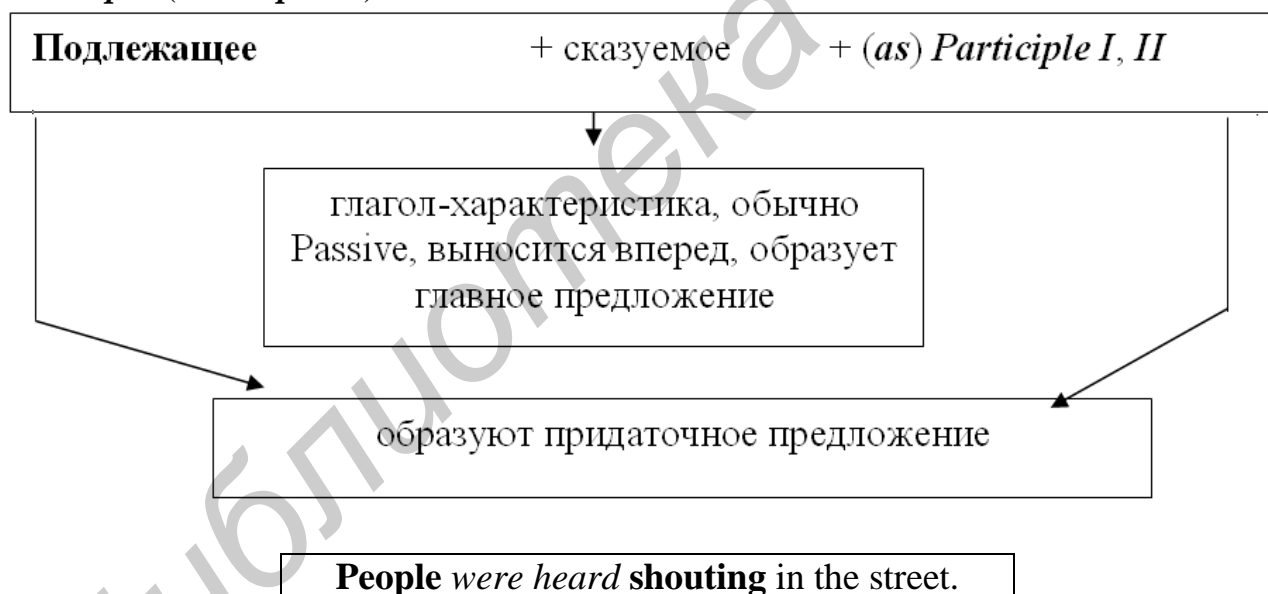 Подлежащее + сказуемое + (as) Participle I, II
глагол-характеристика, обычно
Passive, выносится вперед, образует
главное предложение
образуют придаточное предложение
People were heard shouting in the street.